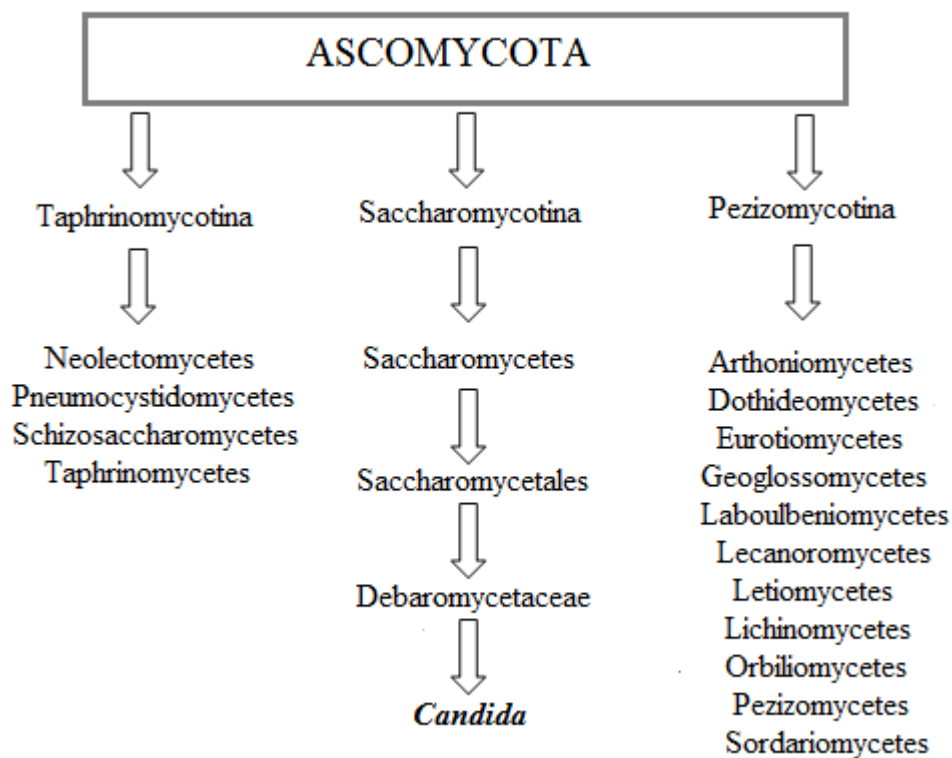 ASCOMYCOTA
Taphrinomycotina
Saccharomycotina
Pezizomycotina
Neolectomycetes
Pneumocystidomycetes
Schizosaccharomycetes
Taphrinomycetes
Saccharomycetes
Saccharomycetales
Debaromycetaceae
Candida
Arthoniomycetes
Dothideomycetes
Eurotiomycetes
Geoglossomycetes
Laboulbeniomycetes
Lecanoromycetes
Letiomycetes
Lichinomycetes
Orbiliomycetes
Pezizomycetes
Sordariomycetes